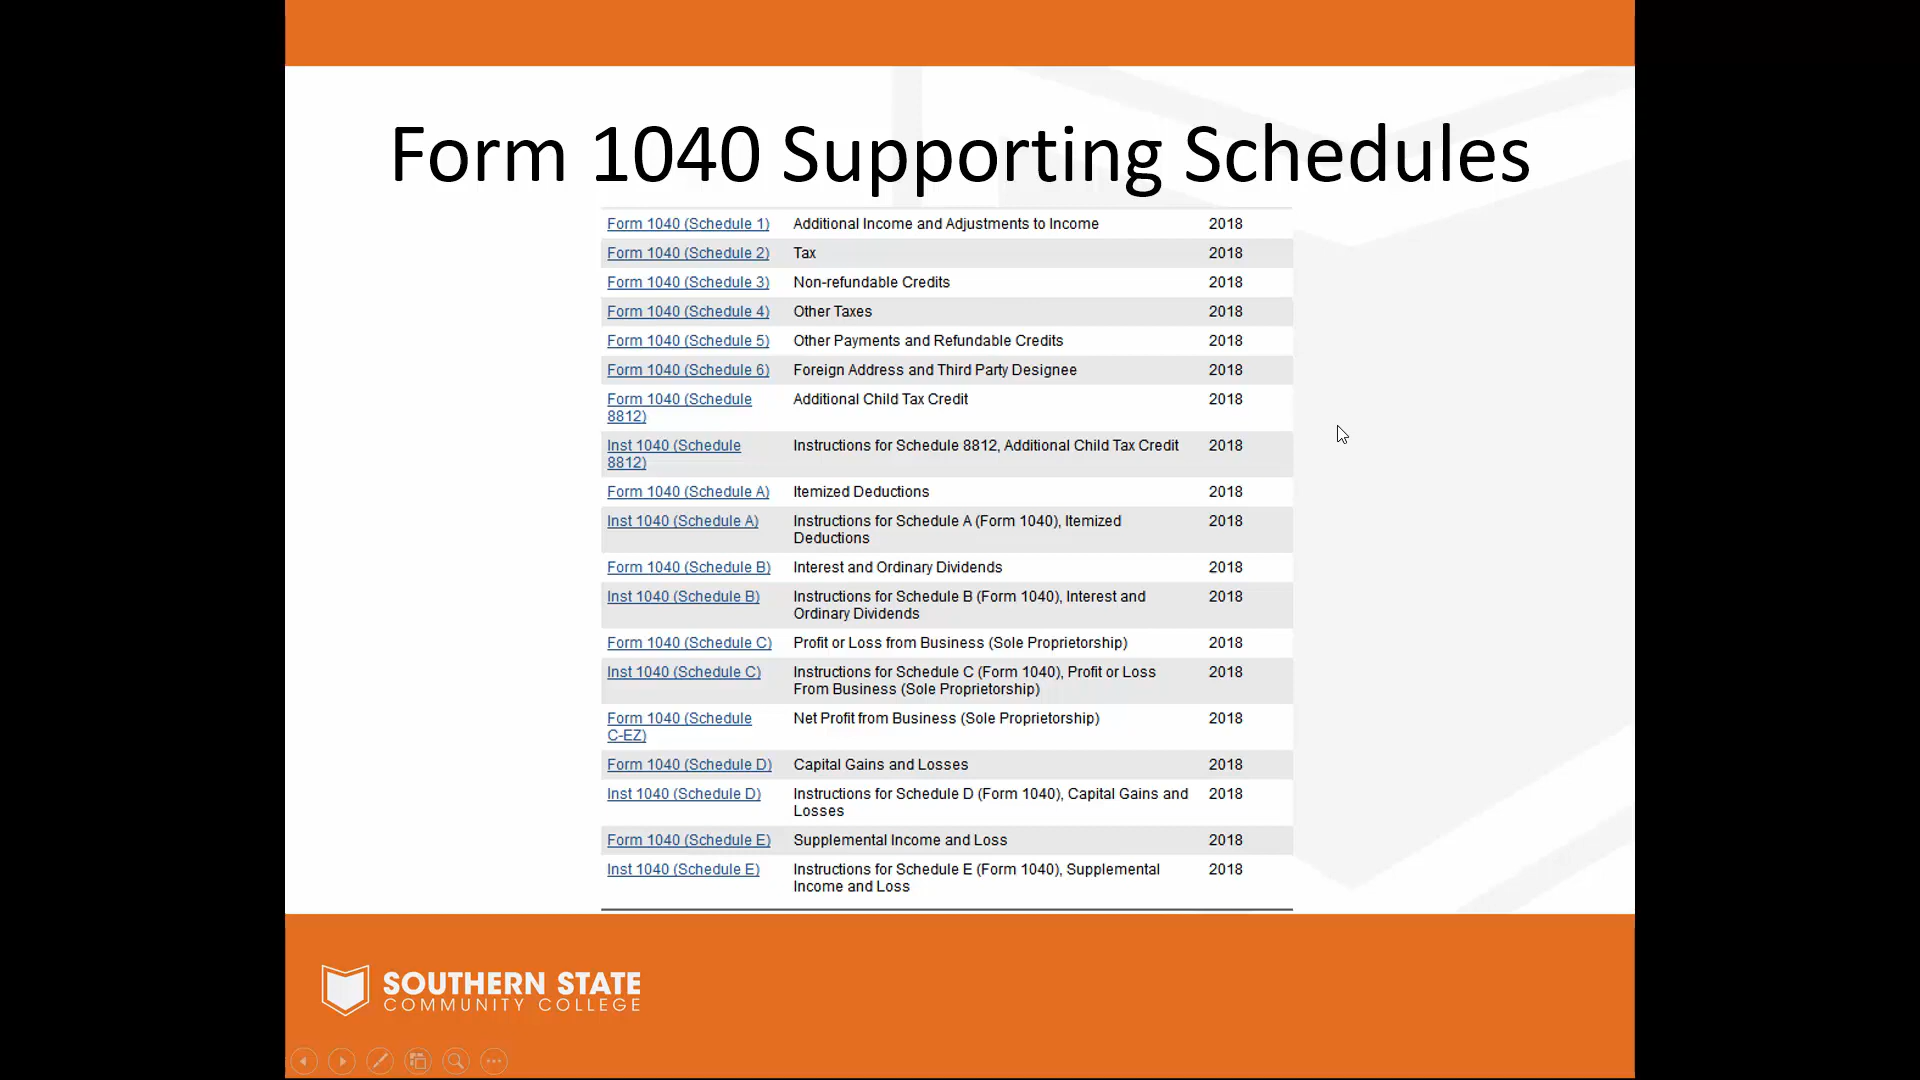 Form 1040 Supporting Schedules
Form 1040 (Schedule 1) Additional Income and Adjustments to Income 2018
Form 1040 (Schedule 2) Tax 2018
Form 1040 (Schedule 3) Non-refundable Credits 2018
Form 1040 (Schedule 4) Other Taxes 2018
Form 1040 (Schedule 5) Other Payments and Refundable Credits 2018
Form 1040 (Schedule 6) Foreign Address and Third Party Designee 2018
Form 1040 (Schedule Additional Child Tax Credit 2018
8812)
Inst 1040 (Schedule Instructions for Schedule 8812, Additional Child Tax Credit 2018
8812)
Form 1040 (Schedule A) Itemized Deductions 2018
Inst 1040 (Schedule A) Instructions for Schedule A (Form 1040), Itemized 2018
Deductions
Form 1040 (Schedule B) Interest and Ordinary Dividends 2018
Inst 1040 (Schedule B) Instructions for Schedule B (Form 1040), Interest and 2018
Ordinary Dividends
Form 1040 (Schedule C) Profit or Loss from Business (Sole Proprietorship) 2018
Inst 1040 (Schedule C) Instructions for Schedule C (Form 1040), Profit or Loss 2018
From Business (Sole Proprietorship)
Form 1040 (Schedule Net Profit from Business (Sole Proprietorship) 2018
C-EZ)
Form 1040 (Schedule D) Capital Gains and Losses 2018
Inst 1040 (Schedule D) Instructions for Schedule D (Form 1040), Capital Gains and 2018
Losses
Form 1040 (Schedule E) Supplemental Income and Loss 2018
Inst 1040 (Schedule E) Instructions for Schedule E (Form 1040), Supplemental 2018
Income and Loss
SOUTHERN STATE
COMMUNITY COLLEGE